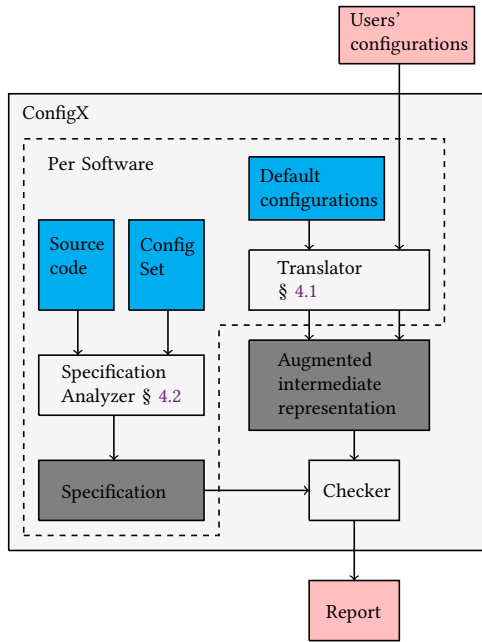 Users'
configurations
ConfigX
Per Software
Default
configurations
Source
code
Config
Set
Translator
§ 4.1
Specification
Analyzer § 4.2
Augmented
intermediate
representation
Specification
Checker
Report